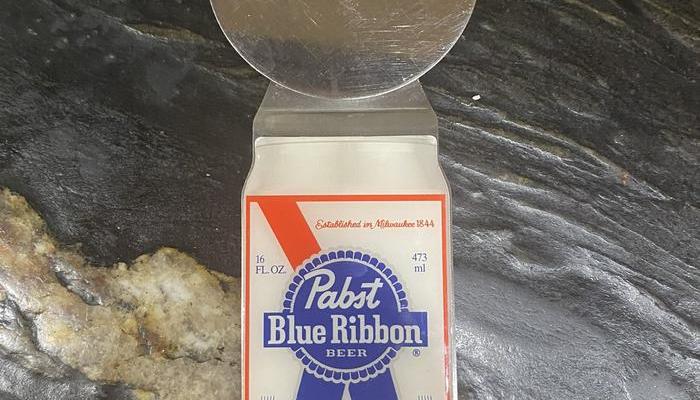 Established in Milwaukee 1844
16
FL. OZ.
473
ml
Pabst
Blue Ribbon
BEER
®